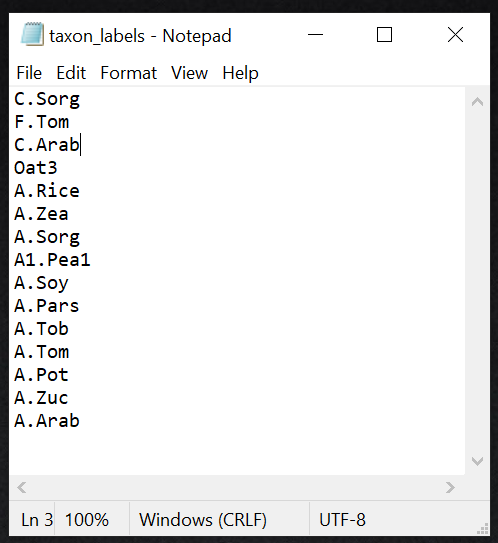 taxon_labels - Notepad
File Edit Format View Help
C.Sorg
F.Tom
C.Arab
Oat3
A.Rice
A.Zea
A.Sorg
A1.Pea1
A.Soy
A.Pars
A.Tob
A.Tom
A.Pot
A.Zuc
A.Arab
Ln 3 100% Windows (CRLF) UTF-8